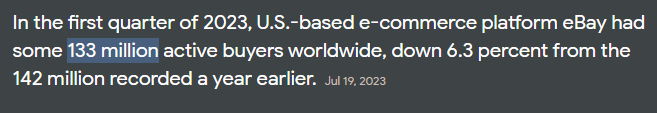 In the first quarter of 2023, U.S.-based e-commerce platform eBay had
some 133 million active buyers worldwide, down 6.3 percent from the
142 million recorded a year earlier. Jul 19, 2023